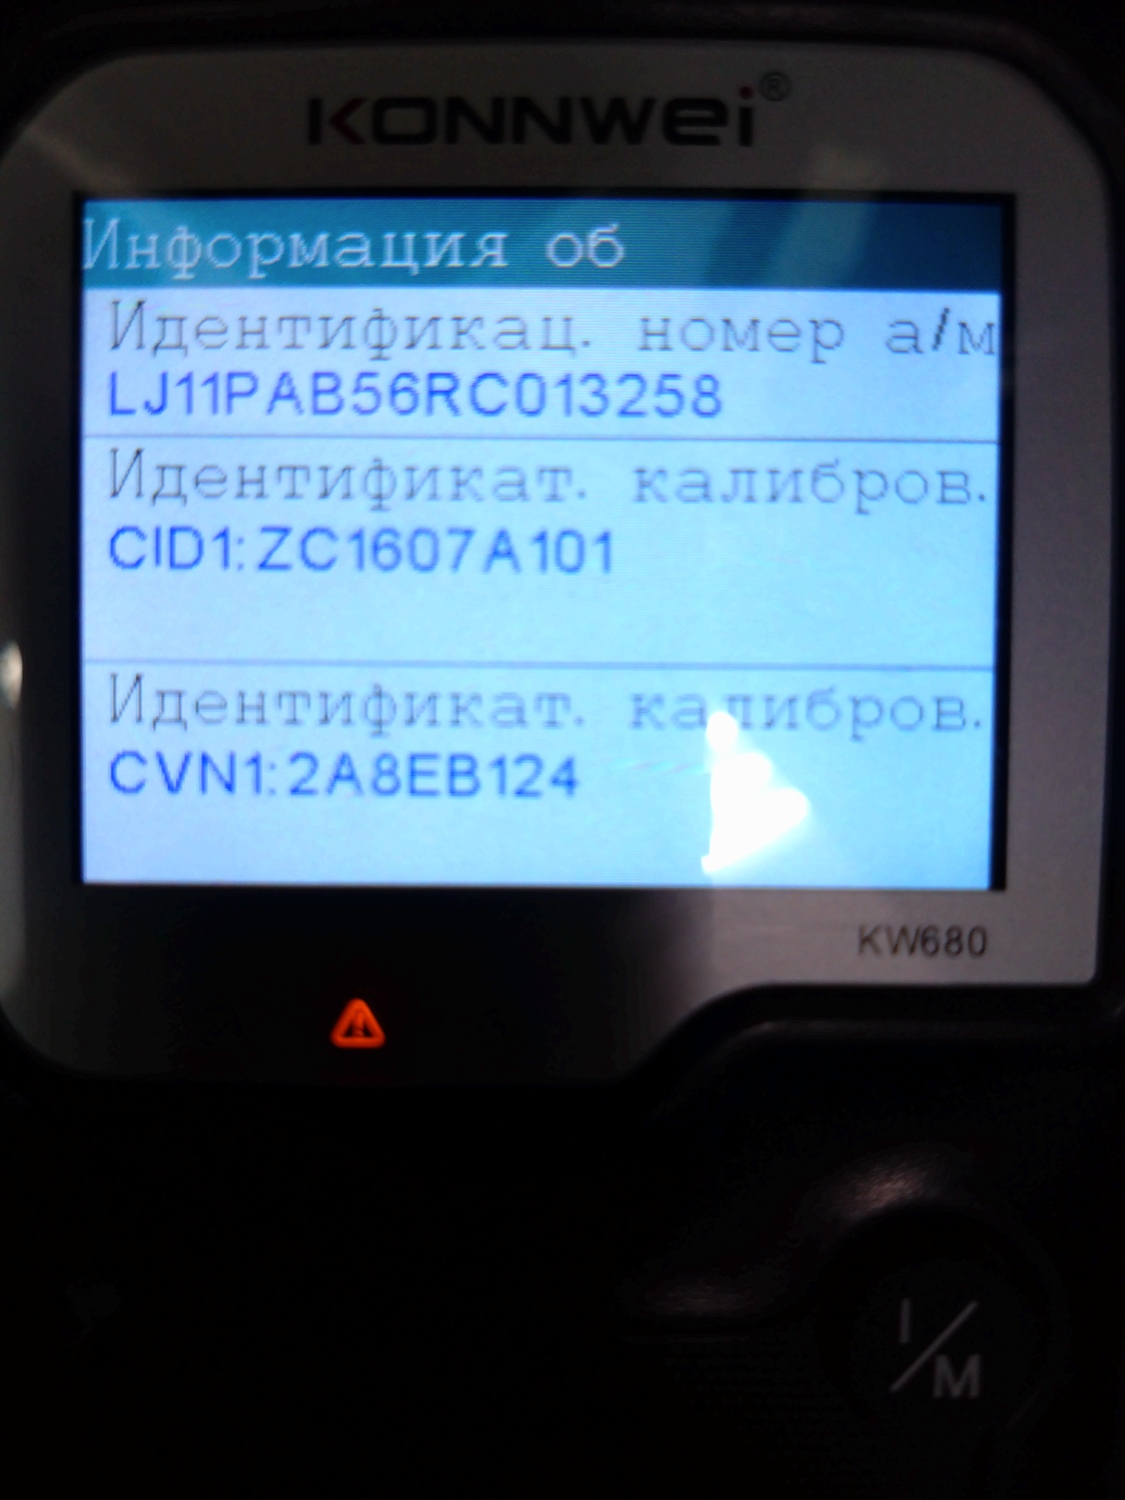 KONNWEI®
Информация об
Идентификац. номер а/м
LJ11PAB56RC013258
Идентификат. калибров.
CID1:ZC1607A101
Идентификат. калибров.
CVN1:2A8EB124
KW680
I/M